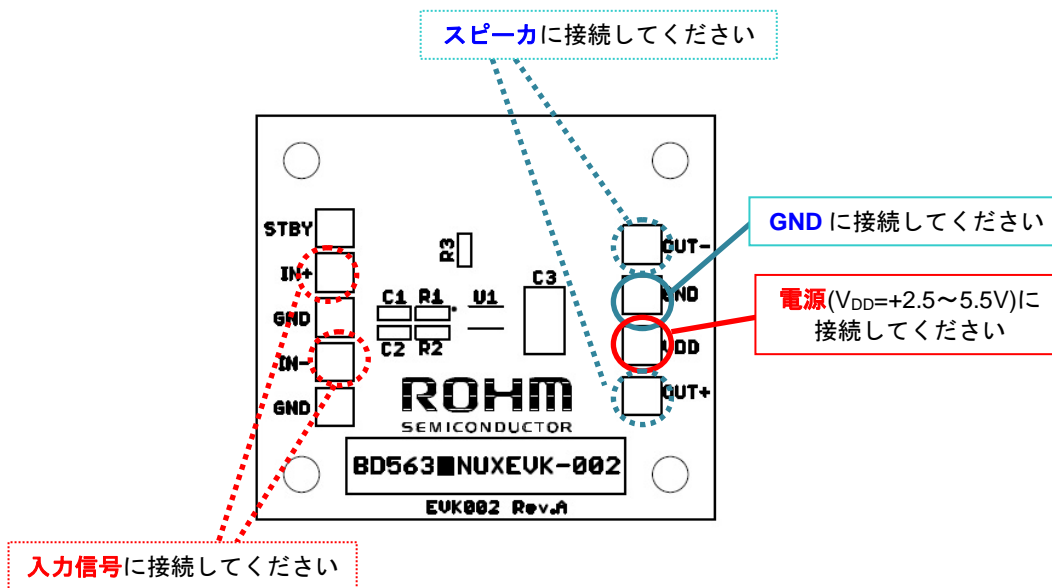 スピーカに接続してください
STBY
IN+
GND
IN-
GND
R3
C1 R1 U1
C2 R2
C3
OUT-
GND
VDD
OUT+
GND に接続してください
電源(VDD=+2.5～5.5V)に
接続してください
ROHM
SEMICONDUCTOR
BD563■NUXEVK-002
EVK002 Rev.A
入力信号に接続してください